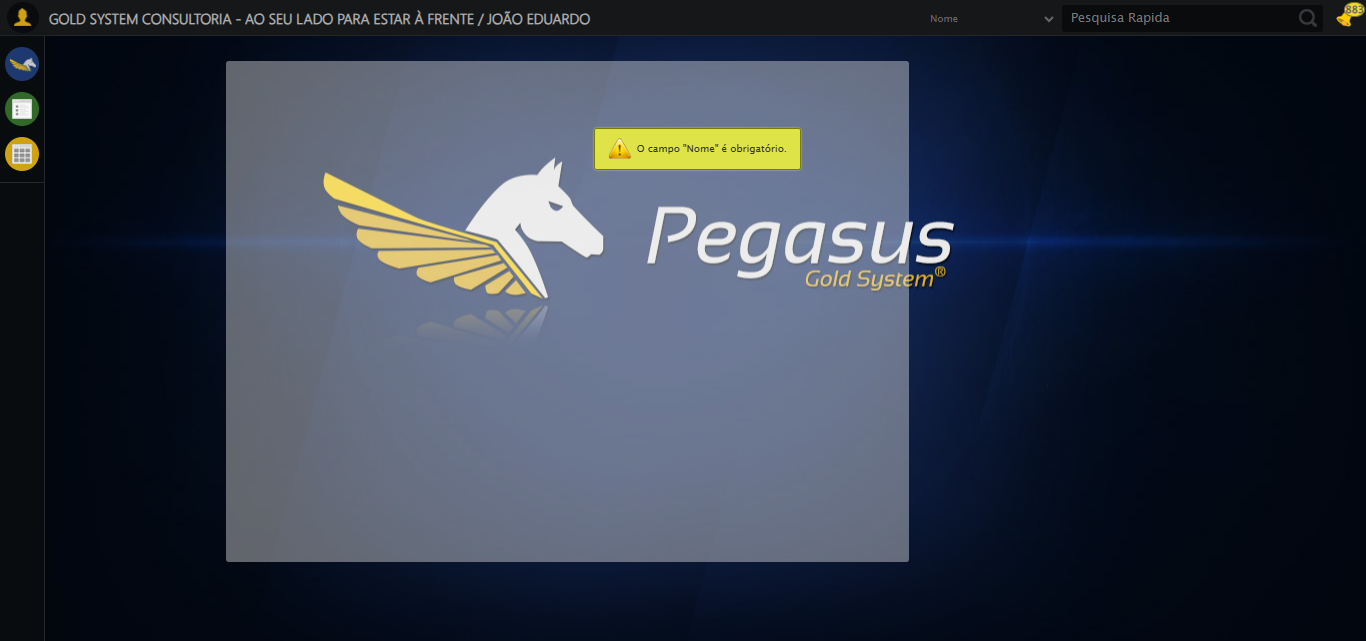 GOLD SYSTEM CONSULTORIA - AO SEU LADO PARA ESTAR À FRENTE / JOÃO EDUARDO
Nome
Pesquisa Rapida
883
O campo "Nome" é obrigatório.
Pegasus
Gold System®